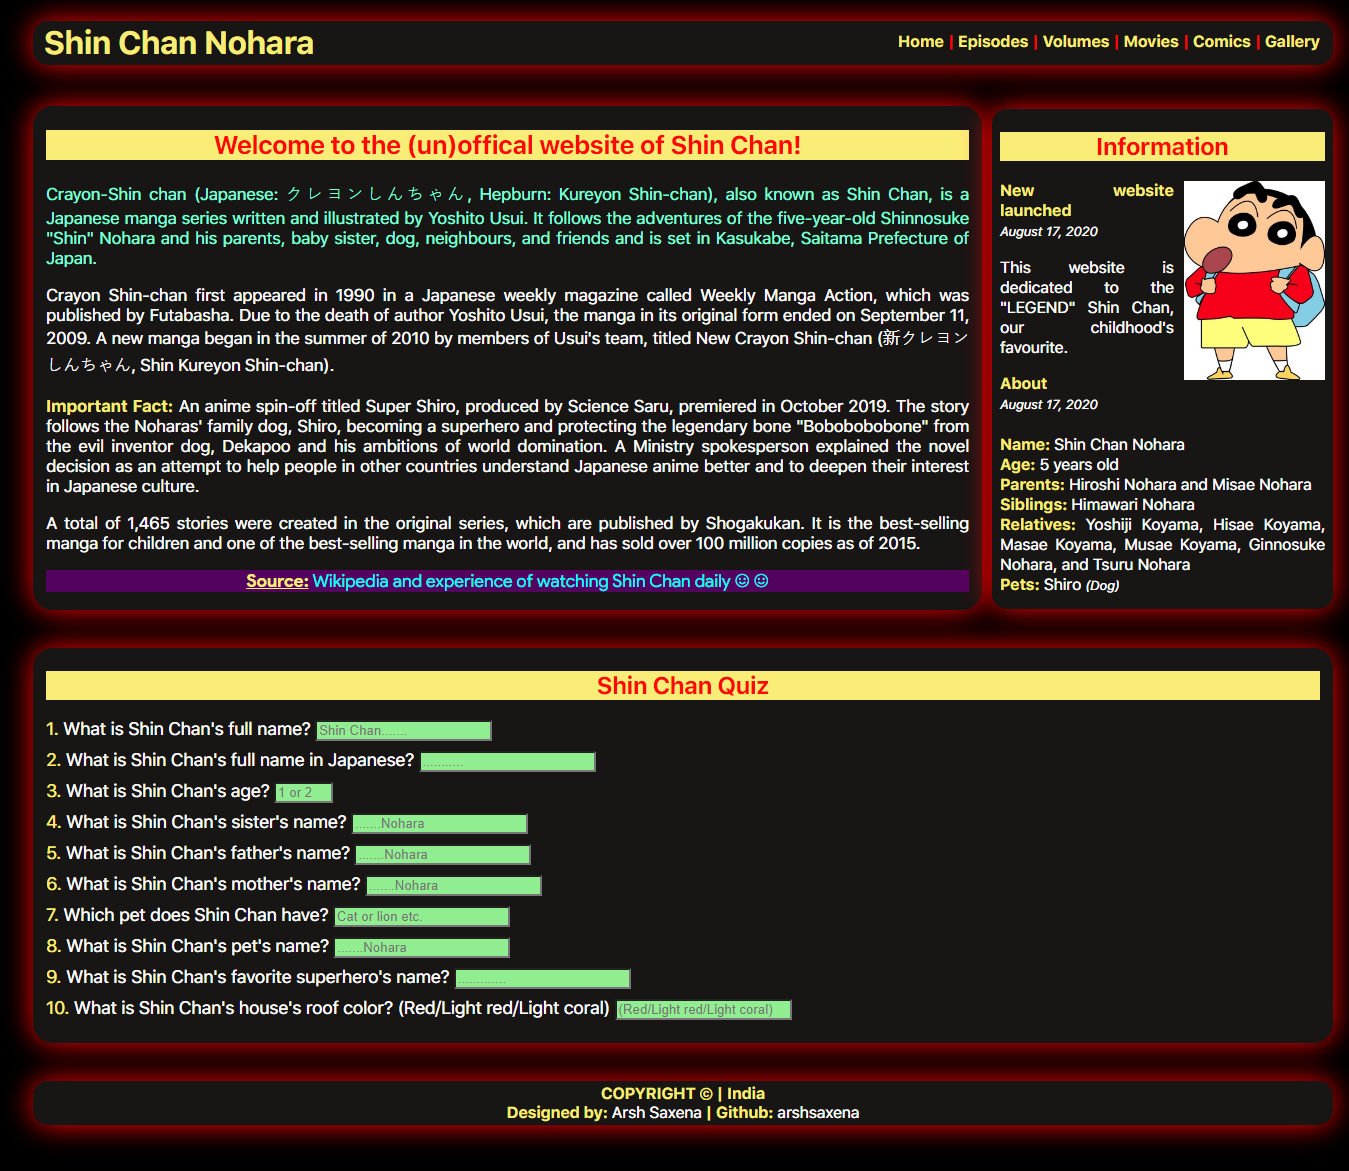 Shin Chan Nohara
Home | Episodes | Volumes | Movies | Comics | Gallery
Welcome to the (un)offical website of Shin Chan!
Crayon-Shin chan (Japanese: クレヨンしんちゃん, Hepburn: Kureyon Shin-chan), also known as Shin Chan, is a
Japanese manga series written and illustrated by Yoshito Usui. It follows the adventures of the five-year-old Shinnosuke
"Shin" Nohara and his parents, baby sister, dog, neighbours, and friends and is set in Kasukabe, Saitama Prefecture of
Japan.
Crayon Shin-chan first appeared in 1990 in a Japanese weekly magazine called Weekly Manga Action, which was
published by Futabasha. Due to the death of author Yoshito Usui, the manga in its original form ended on September 11,
2009. A new manga began in the summer of 2010 by members of Usui's team, titled New Crayon Shin-chan (新クレヨン
しんちゃん, Shin Kureyon Shin-chan).
Important Fact: An anime spin-off titled Super Shiro, produced by Science Saru, premiered in October 2019. The story
follows the Noharas' family dog, Shiro, becoming a superhero and protecting the legendary bone "Bobobobobone" from
the evil inventor dog, Dekapoo and his ambitions of world domination. A Ministry spokesperson explained the novel
decision as an attempt to help people in other countries understand Japanese anime better and to deepen their interest
in Japanese culture.
A total of 1,465 stories were created in the original series, which are published by Shogakukan. It is the best-selling
manga for children and one of the best-selling manga in the world, and has sold over 100 million copies as of 2015.
Source: Wikipedia and experience of watching Shin Chan daily ☺ ☺
Information
New website
launched
August 17, 2020
This website is
dedicated to the
"LEGEND" Shin Chan,
our childhood's
favourite.
About
August 17, 2020
Name: Shin Chan Nohara
Age: 5 years old
Parents: Hiroshi Nohara and Misae Nohara
Siblings: Himawari Nohara
Relatives: Yoshiji Koyama, Hisae Koyama,
Masae Koyama, Musae Koyama, Ginnosuke
Nohara, and Tsuru Nohara
Pets: Shiro (Dog)
Shin Chan Quiz
1. What is Shin Chan's full name? Shin Chan.......
2. What is Shin Chan's full name in Japanese? ...........
3. What is Shin Chan's age? 1 or 2
4. What is Shin Chan's sister's name? .......Nohara
5. What is Shin Chan's father's name? .......Nohara
6. What is Shin Chan's mother's name? .......Nohara
7. Which pet does Shin Chan have? Cat or lion etc.
8. What is Shin Chan's pet's name? .......Nohara
9. What is Shin Chan's favorite superhero's name? .............
10. What is Shin Chan's house's roof color? (Red/Light red/Light coral) (Red/Light red/Light coral)
COPYRIGHT © | India
Designed by: Arsh Saxena | Github: arshsaxena